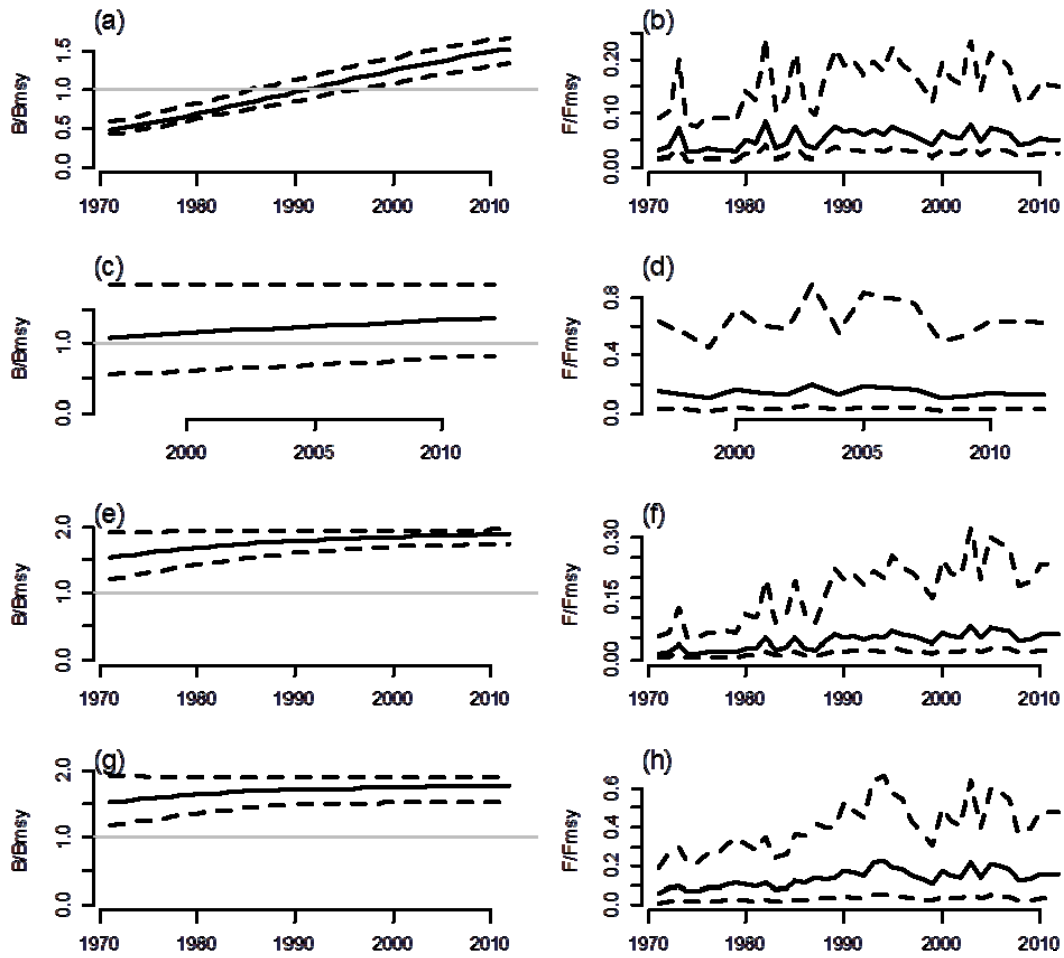 (a)
B/Bmsy
0.0 0.5 1.0 1.5
1970 1980 1990 2000 2010
(b)
F/Fmsy
0.00 0.10 0.20
1970 1980 1990 2000 2010
(c)
B/Bmsy
0.0 1.0
2000 2005 2010
(d)
F/Fmsy
0.0 0.4 0.8
2000 2005 2010
(e)
B/Bmsy
0.0 1.0 2.0
1970 1980 1990 2000 2010
(f)
F/Fmsy
0.00 0.15 0.30
1970 1980 1990 2000 2010
(g)
B/Bmsy
0.0 1.0 2.0
1970 1980 1990 2000 2010
(h)
F/Fmsy
0.0 0.2 0.4 0.6
1970 1980 1990 2000 2010